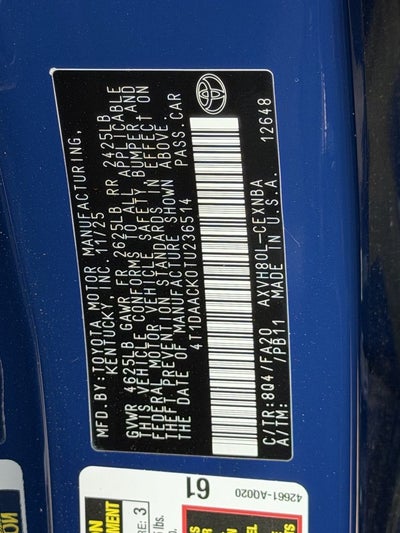 MFD.BY:TOYOTA MOTOR MANUFACTURING,
KENTUCKY, INC. 11/25
GVWR 4625LB GAWR FR 2625LB RR 2425LB
THIS VEHICLE CONFORMS TO ALL APPLICABLE
FEDERAL MOTOR VEHICLE SAFETY, BUMPER, AND
THEFT PREVENTION STANDARDS IN EFFECT ON
THE DATE OF MANUFACTURE SHOWN ABOVE.
4T1DAACK0TU236514 PASS.CAR
C/TR:8Q4/FA20 AXVH80L-CEXNBA
A/TM: /PB11 MADE IN U.S.A. 12648
61
42661-AQ020